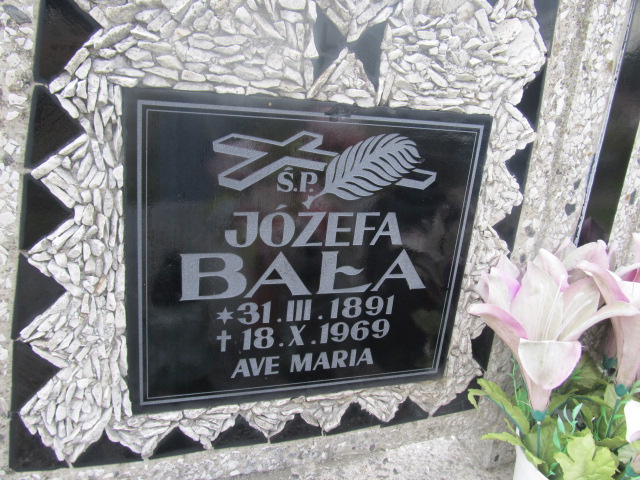 Ś.P.
JÓZEFA
BAŁA
*31.III.1891
†18.X.1969
AVE MARIA